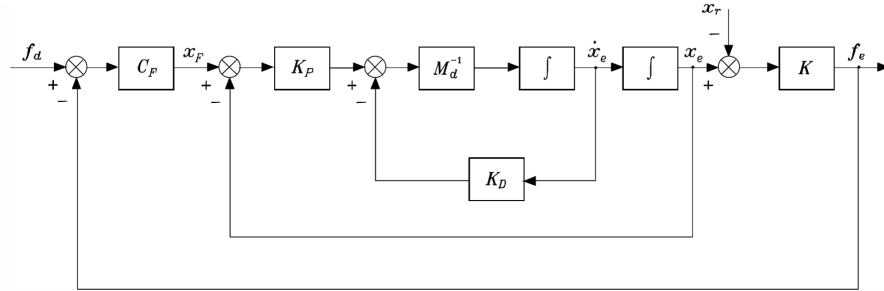 f_d + − C_F x_F + − K_P + − M_d^{-1} ∫ ẋ_e ∫ x_e + x_r − K f_e
K_D